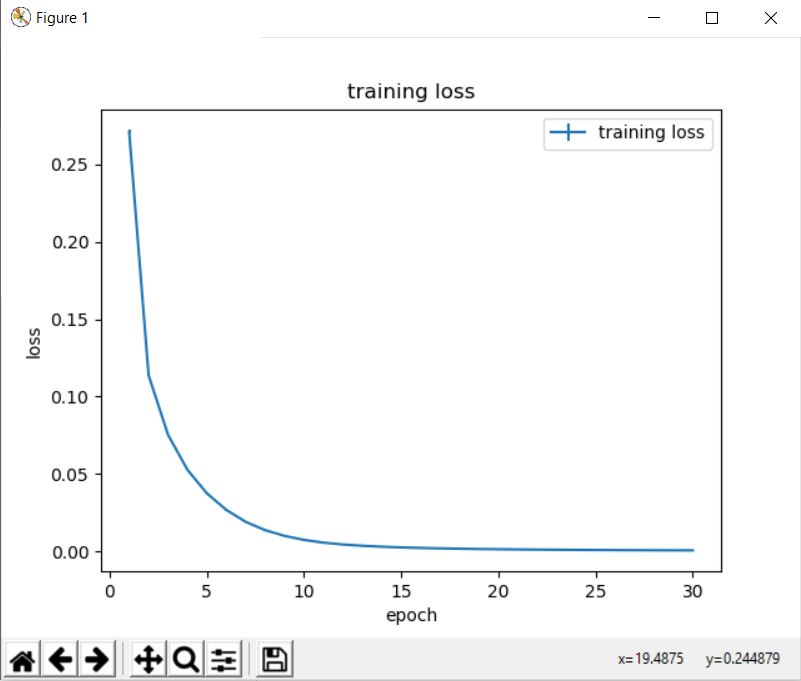 Figure 1
training loss
training loss
0.25
0.20
0.15
0.10
0.05
0.00
loss
0 5 10 15 20 25 30
epoch
x=19.4875 y=0.244879